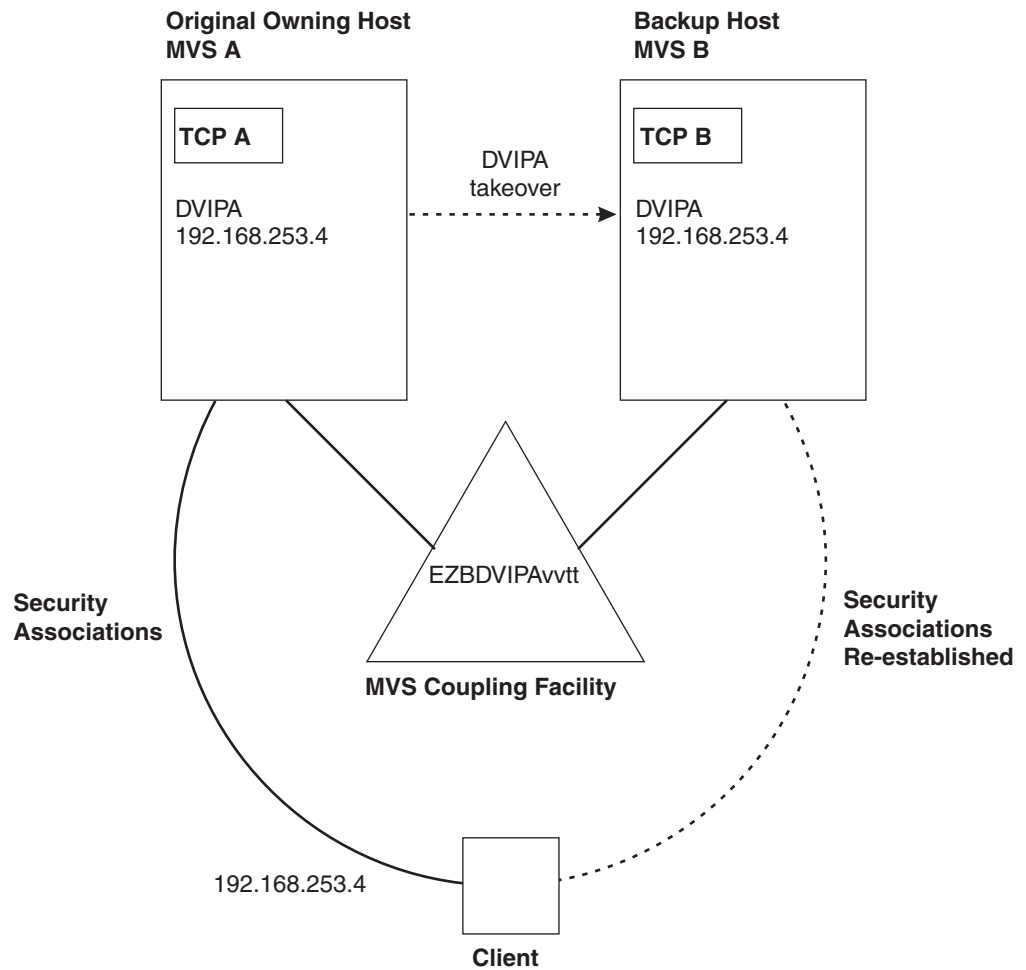 Original Owning Host
MVS A
Backup Host
MVS B
TCP A
TCP B
DVIPA
takeover
DVIPA
192.168.253.4
DVIPA
192.168.253.4
EZBDVIPAvvtt
Security
Associations
Security
Associations
Re-established
MVS Coupling Facility
192.168.253.4
Client